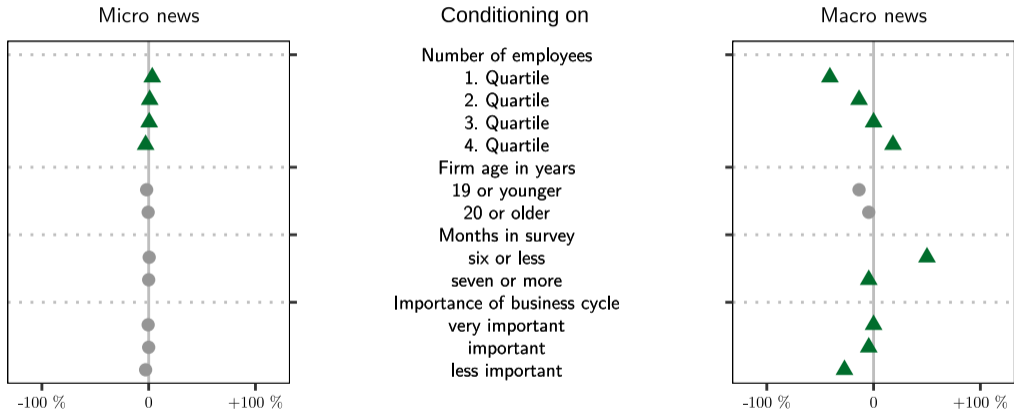 Micro news
Conditioning on
Macro news
Number of employees
1. Quartile
2. Quartile
3. Quartile
4. Quartile
Firm age in years
19 or younger
20 or older
Months in survey
six or less
seven or more
Importance of business cycle
very important
important
less important
-100 % 0 +100 %
-100 % 0 +100 %